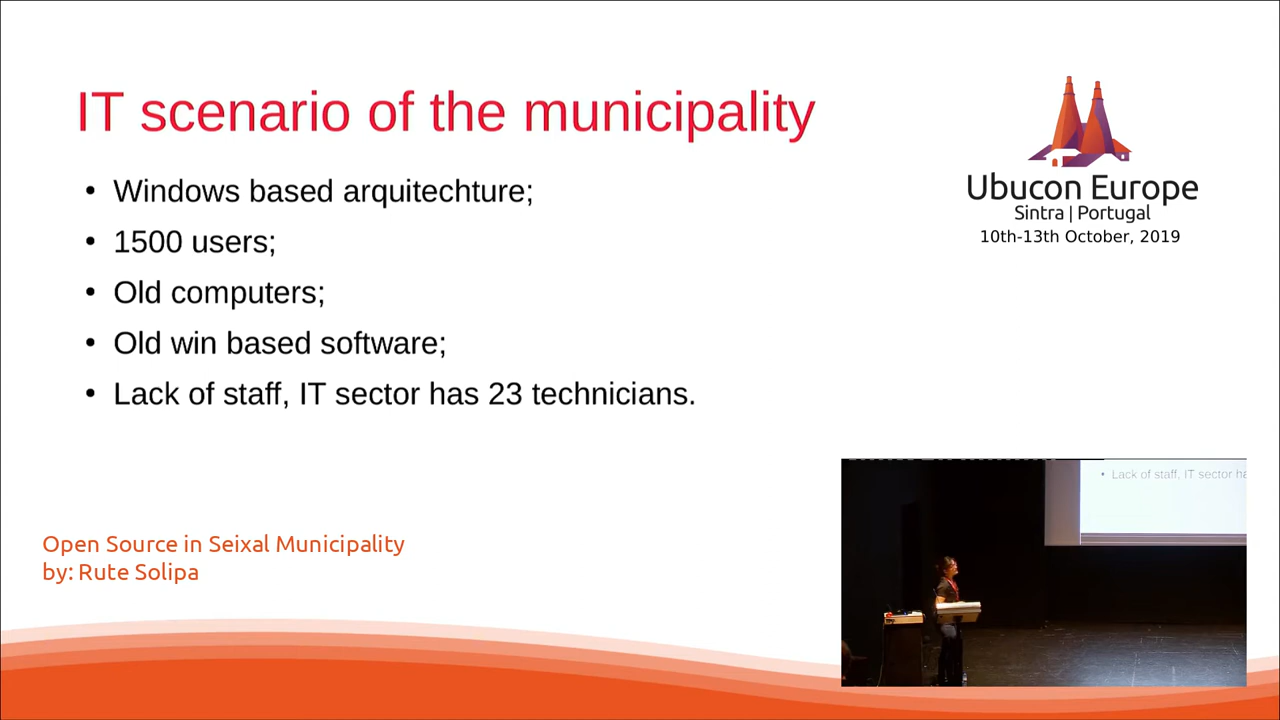 IT scenario of the municipality
• Windows based arquitechture;
• 1500 users;
• Old computers;
• Old win based software;
• Lack of staff, IT sector has 23 technicians.
Ubucon Europe
Sintra | Portugal
10th-13th October, 2019
• Lack of staff, IT sector ha
Open Source in Seixal Municipality
by: Rute Solipa